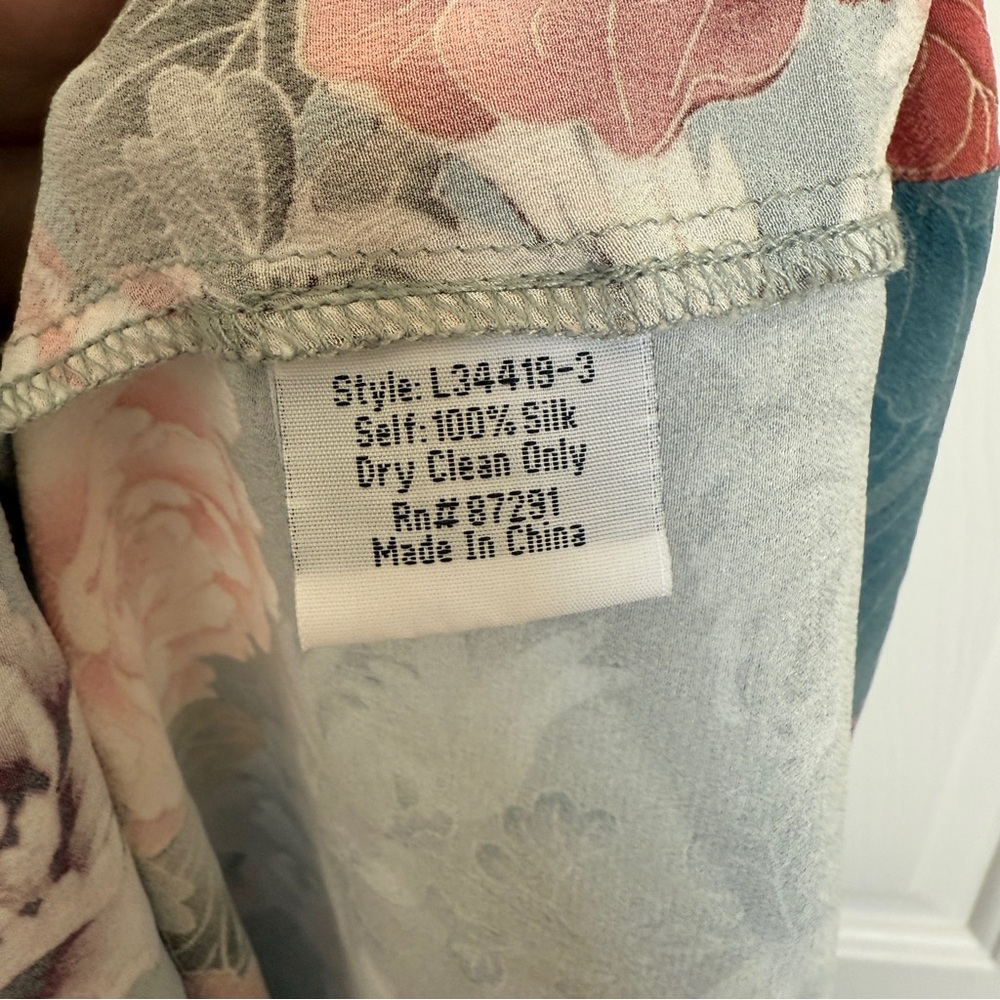 Style: L34419-3
Self: 100% Silk
Dry Clean Only
Rn# 87291
Made In China